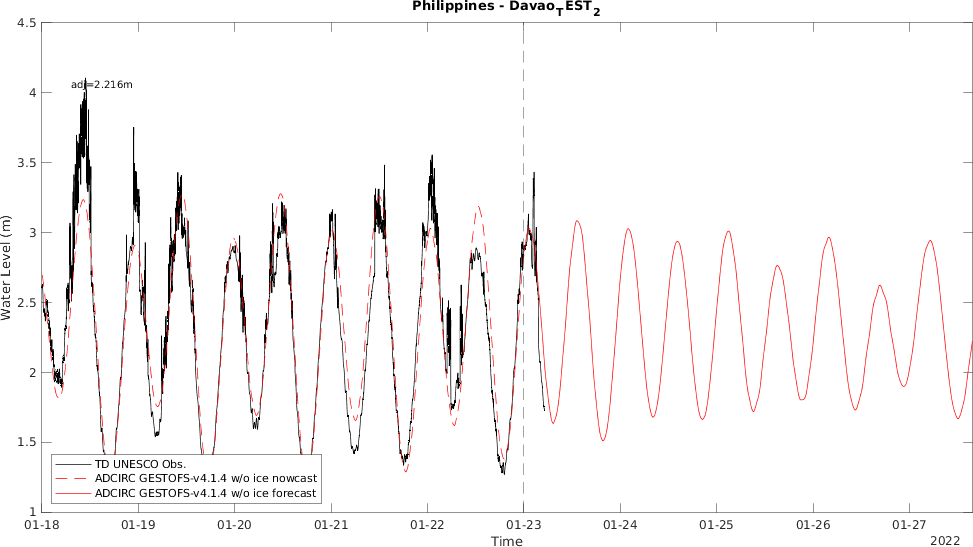 Philippines - DavaoTEST2
4.5
4
3.5
3
2.5
2
1.5
1
Water Level (m)
adj=2.216m
TD UNESCO Obs.
ADCIRC GESTOFS-v4.1.4 w/o ice nowcast
ADCIRC GESTOFS-v4.1.4 w/o ice forecast
01-18 01-19 01-20 01-21 01-22 01-23 01-24 01-25 01-26 01-27
Time
2022